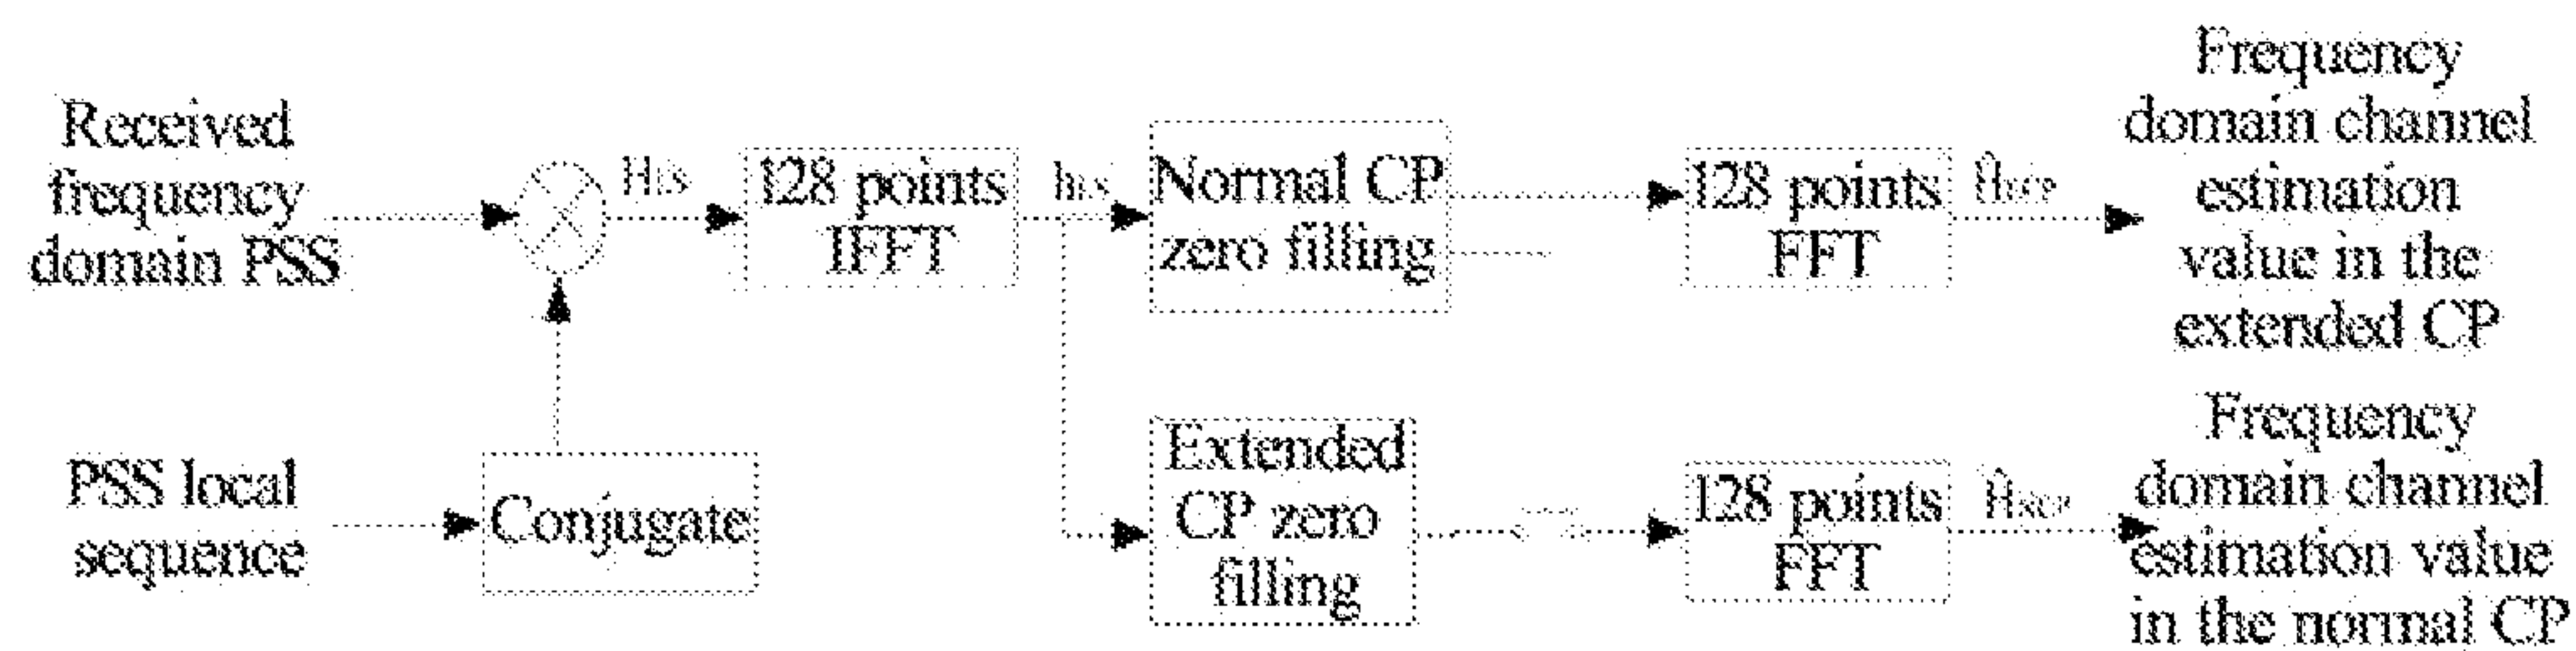 Received
frequency
domain PSS
HLS
128 points
IFFT
hLS
Normal CP
zero filling
128 points
FFT
Frequency
domain channel
estimation
value in the
extended CP
PSS local
sequence
Conjugate
Extended
CP zero
filling
128 points
FFT
Frequency
domain channel
estimation value
in the normal CP